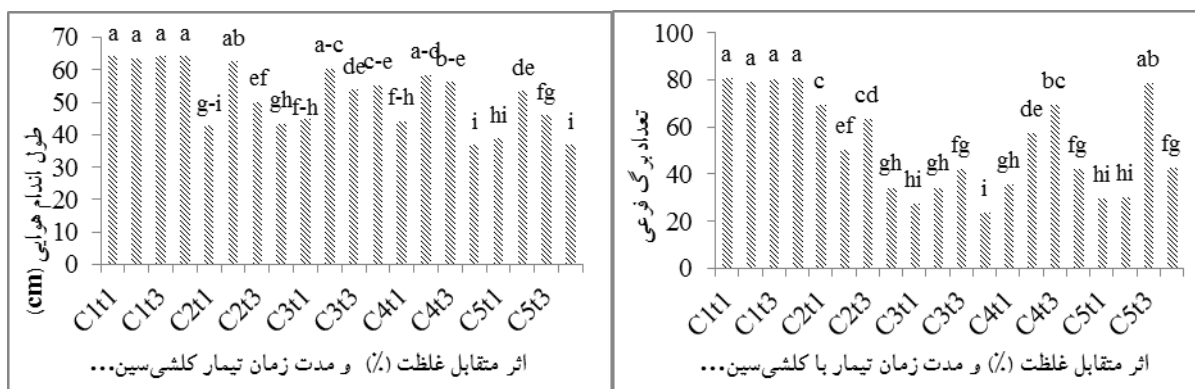 طول اندام هوایی (cm)
70
60
50
40
30
20
10
0
a a a a g-i ab ef gh f-h a-c de c-e f-h a-d b-e i hi de fg i
C1t1 C1t3 C2t1 C2t3 C3t1 C3t3 C4t1 C4t3 C5t1 C5t3
اثر متقابل غلظت (٪) و مدت زمان تیمار کلشی‌سین...
تعداد برگ فرعی
100
80
60
40
20
0
a a a a c ef cd gh hi gh fg i gh de bc fg hi hi ab fg
C1t1 C1t3 C2t1 C2t3 C3t1 C3t3 C4t1 C4t3 C5t1 C5t3
اثر متقابل غلظت (٪) و مدت زمان تیمار با کلشی‌سین...